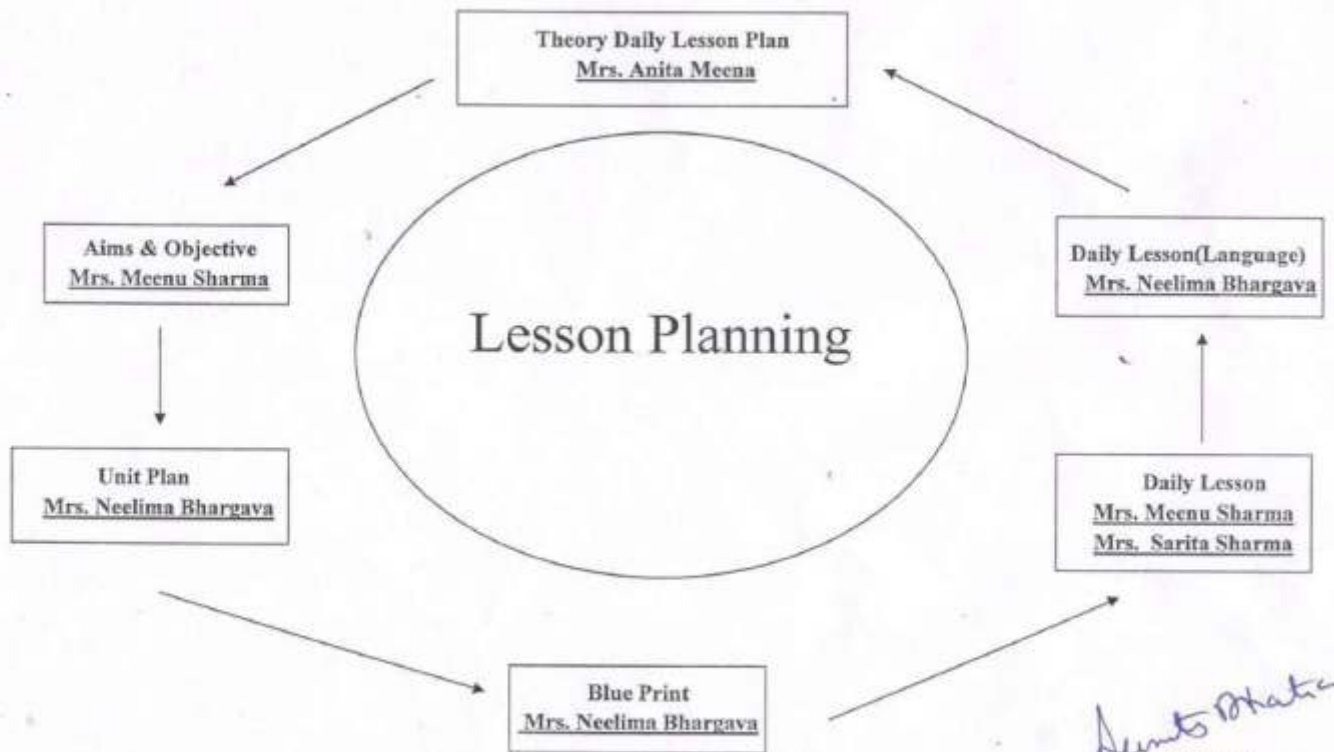 Theory Daily Lesson Plan
Mrs. Anita Meena
Aims & Objective
Mrs. Meenu Sharma
Daily Lesson(Language)
Mrs. Neelima Bhargava
Lesson Planning
Unit Plan
Mrs. Neelima Bhargava
Daily Lesson
Mrs. Meenu Sharma
Mrs. Sarita Sharma
Blue Print
Mrs. Neelima Bhargava